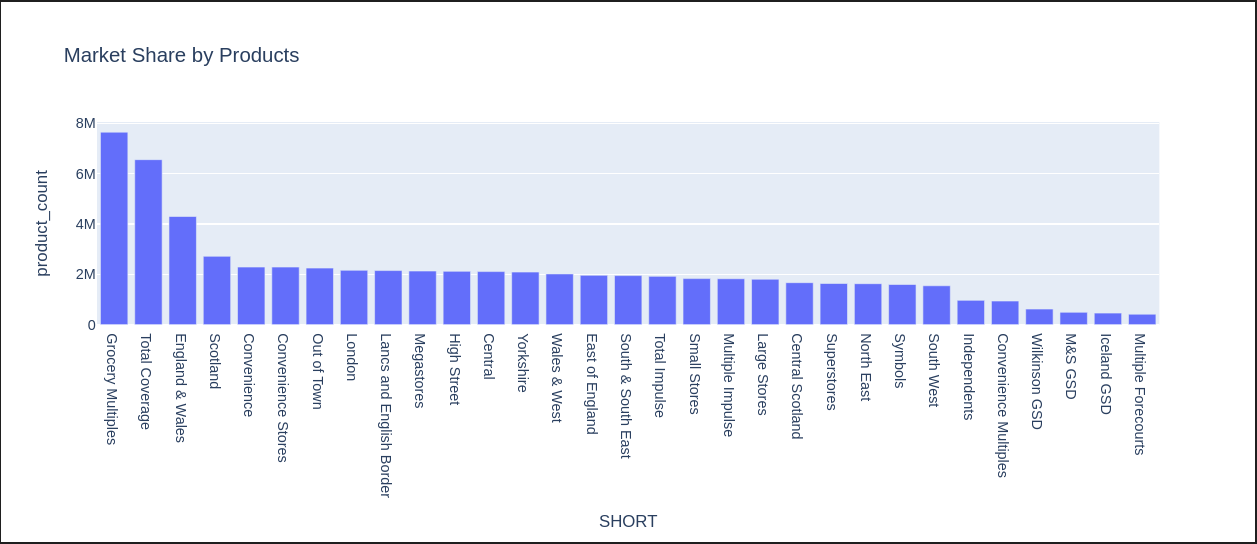 Market Share by Products
product_count
8M
6M
4M
2M
0
Grocery Multiples
Total Coverage
England & Wales
Scotland
Convenience
Convenience Stores
Out of Town
London
Lancs and English Border
Megastores
High Street
Central
Yorkshire
Wales & West
East of England
South & South East
Total Impulse
Small Stores
Multiple Impulse
Large Stores
Central Scotland
Superstores
North East
Symbols
South West
Independents
Convenience Multiples
Wilkinson GSD
M&S GSD
Iceland GSD
Multiple Forecourts
SHORT